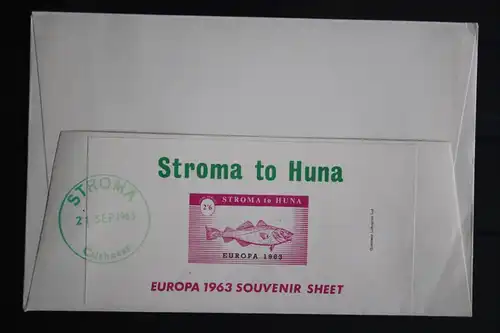 Stroma to Huna
STROMA
21 SEP 1963
Caithness
2'6
STROMA to HUNA
EUROPA 1963
EUROPA 1963 SOUVENIR SHEET